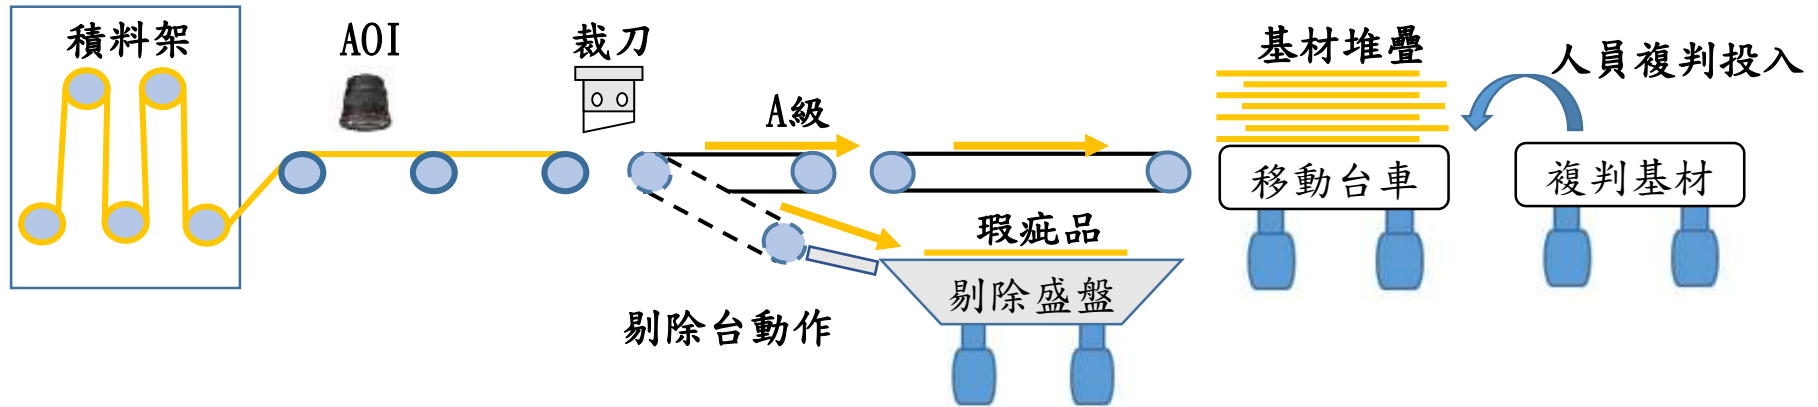 積料架
AOI
裁刀
A級
基材堆疊
人員複判投入
移動台車
複判基材
瑕疵品
剔除盛盤
剔除台動作